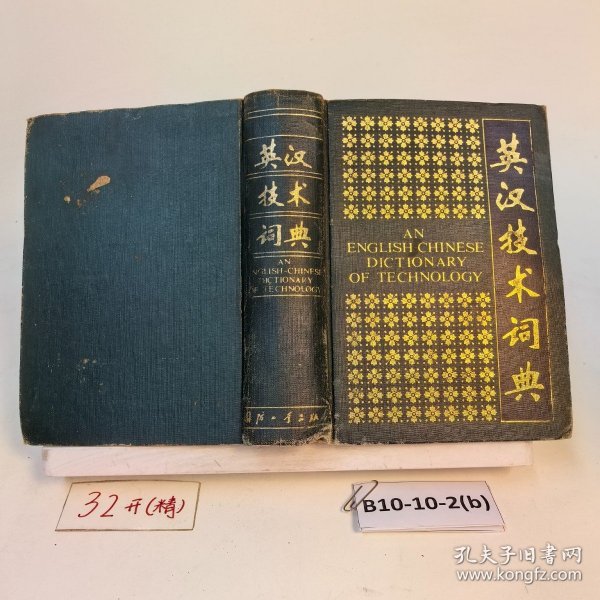 英汉
技术
词典
AN
ENGLISH-CHINESE
DICTIONARY
OF TECHNOLOGY
国防工业出版
AN
ENGLISH CHINESE
DICTIONARY
OF TECHNOLOGY
英汉技术词典
32开(精)
B10-10-2(b)
孔夫子旧书网
www.kongfz.com